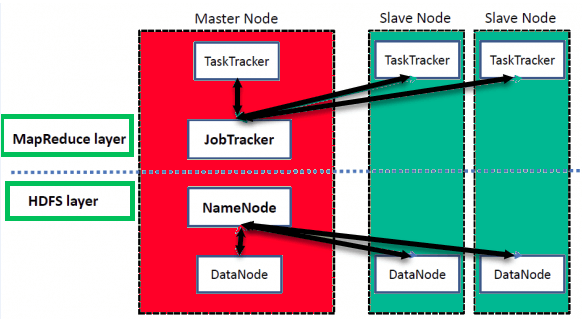 Master Node
Slave Node
Slave Node
TaskTracker
TaskTracker
TaskTracker
MapReduce layer
JobTracker
HDFS layer
NameNode
DataNode
DataNode
DataNode